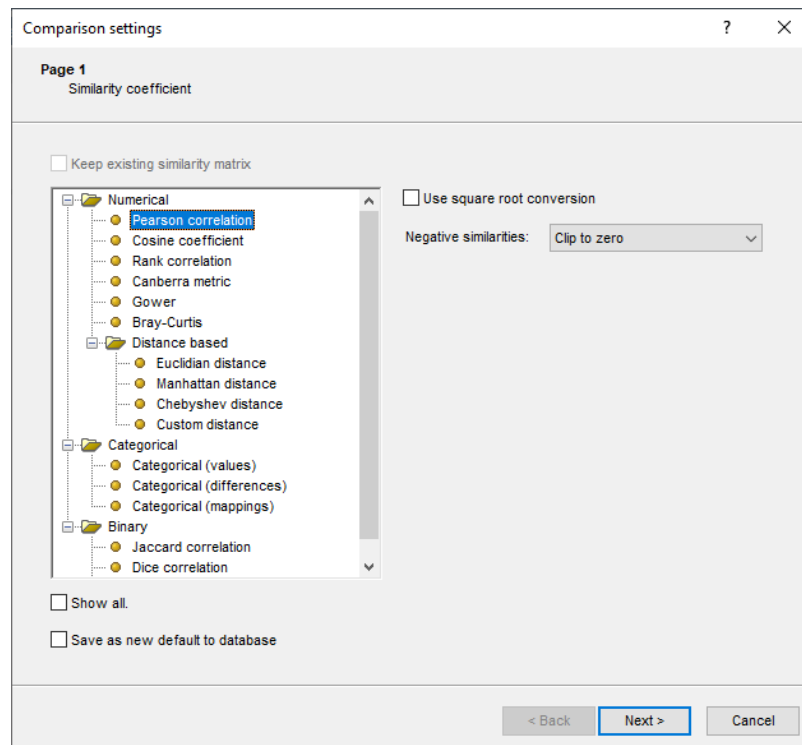 Comparison settings
?
Page 1
Similarity coefficient
Keep existing similarity matrix
Numerical
Pearson correlation
Cosine coefficient
Rank correlation
Canberra metric
Gower
Bray-Curtis
Distance based
Euclidian distance
Manhattan distance
Chebyshev distance
Custom distance
Categorical
Categorical (values)
Categorical (differences)
Categorical (mappings)
Binary
Jaccard correlation
Dice correlation
Use square root conversion
Negative similarities: Clip to zero
Show all.
Save as new default to database
< Back Next > Cancel